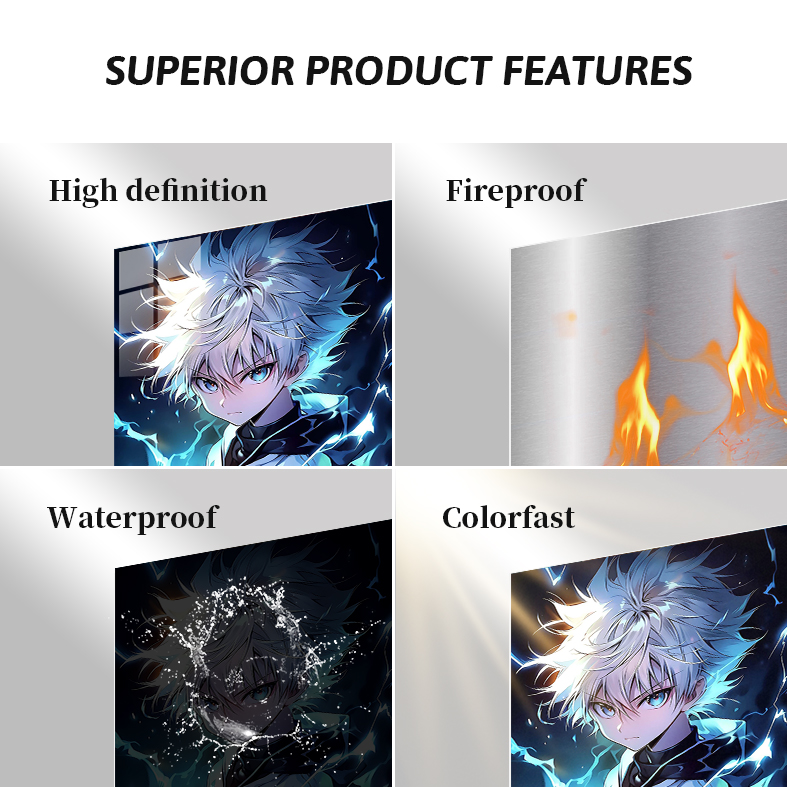 SUPERIOR PRODUCT FEATURES
High definition
Fireproof
Waterproof
Colorfast